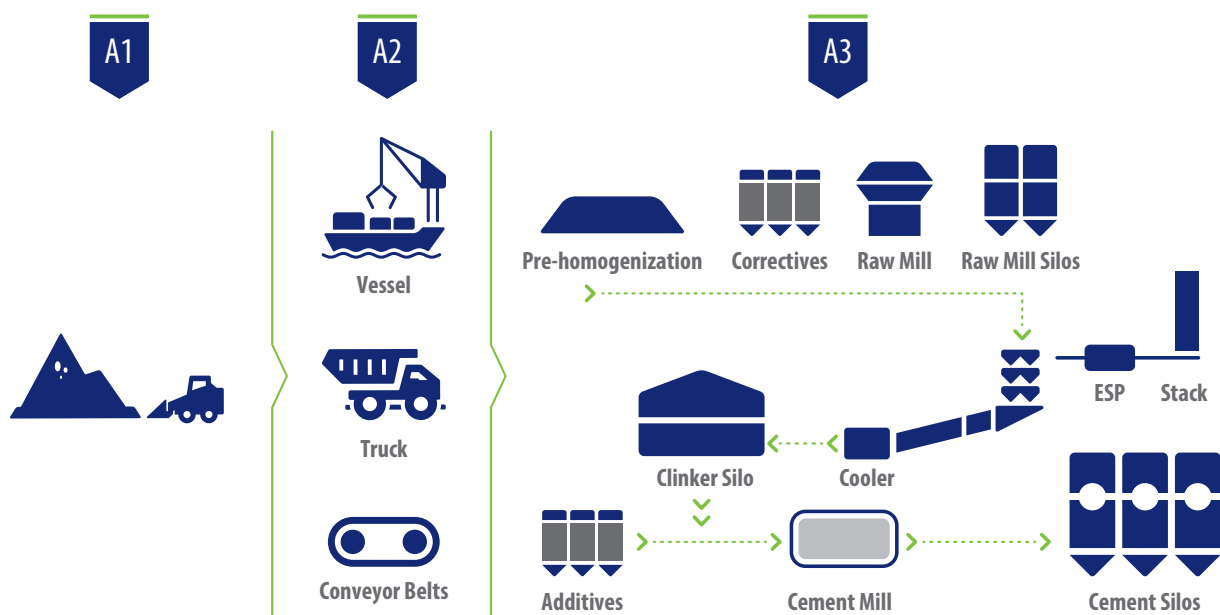 A1
A2
A3
Vessel
Truck
Conveyor Belts
Pre-homogenization
Correctives
Raw Mill
Raw Mill Silos
ESP
Stack
Clinker Silo
Cooler
Additives
Cement Mill
Cement Silos